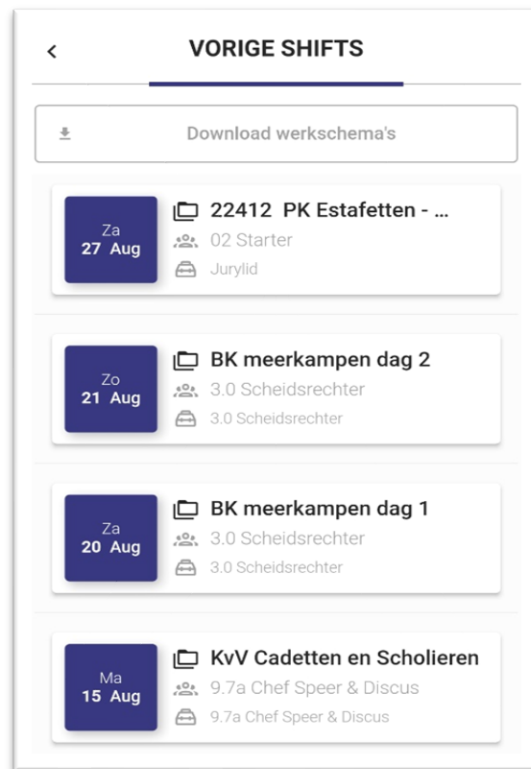 VORIGE SHIFTS
Download werkschema's
Za
27 Aug
22412 PK Estafetten - ...
02 Starter
Jurylid
Zo
21 Aug
BK meerkampen dag 2
3.0 Scheidsrechter
3.0 Scheidsrechter
Za
20 Aug
BK meerkampen dag 1
3.0 Scheidsrechter
3.0 Scheidsrechter
Ma
15 Aug
KvV Cadetten en Scholieren
9.7a Chef Speer & Discus
9.7a Chef Speer & Discus